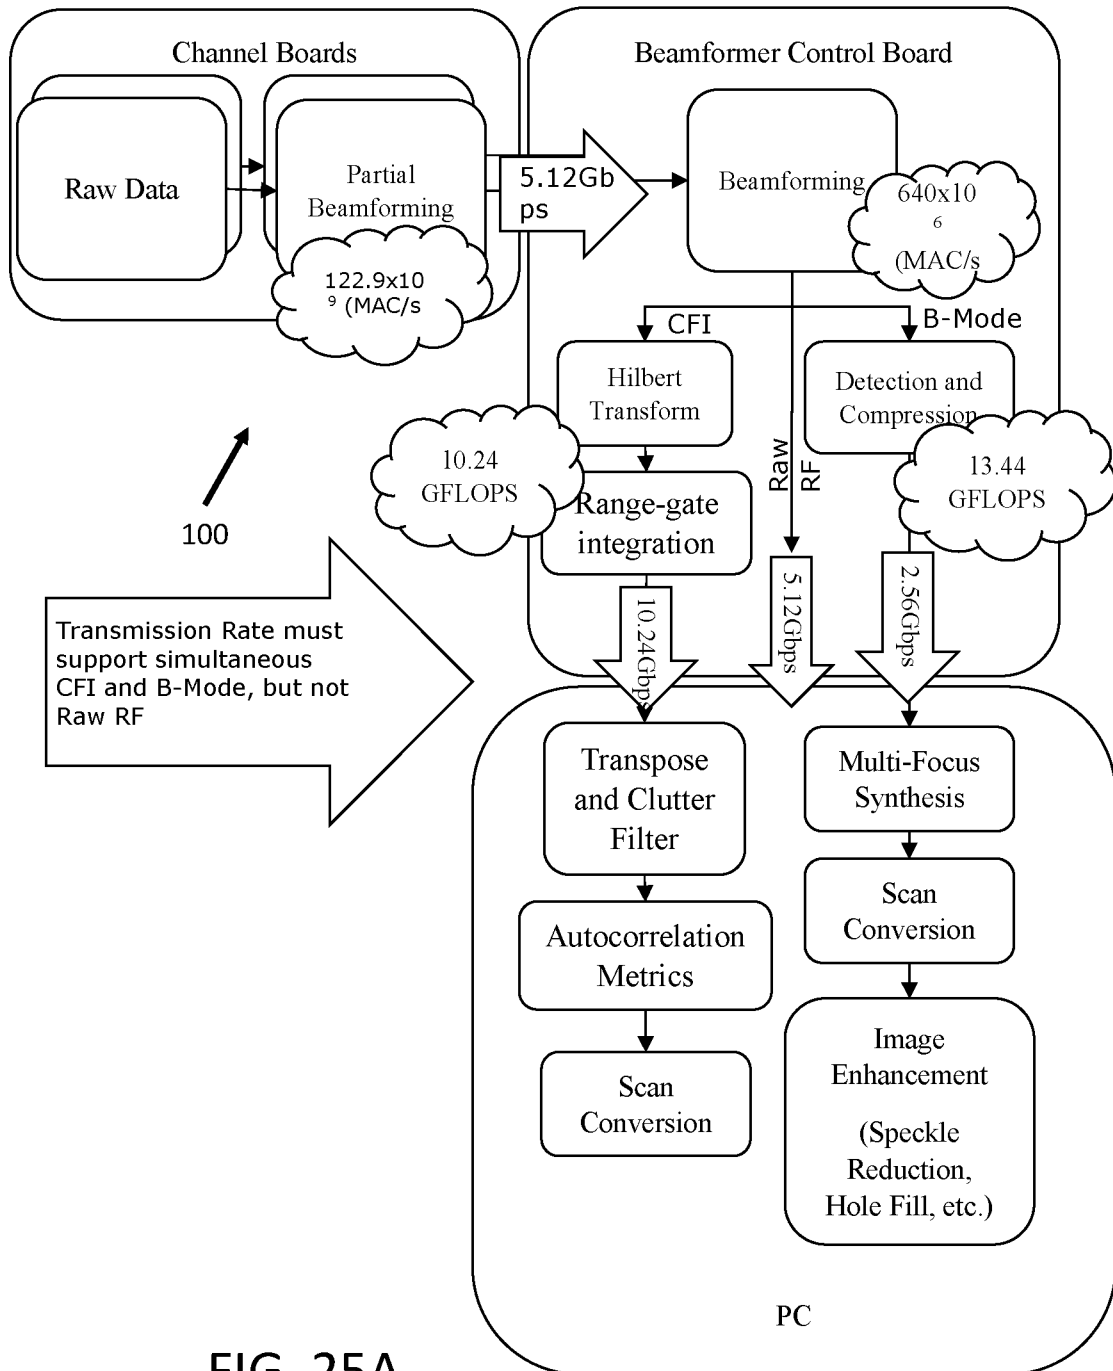 Channel Boards
Raw Data
Partial
Beamforming
122.9x10
9 (MAC/s
5.12Gb
ps
Beamformer Control Board
Beamforming
640x10
6
(MAC/s
CFI
B-Mode
Hilbert
Transform
Detection and
Compression
10.24
GFLOPS
13.44
GFLOPS
Raw
RF
Range-gate
integration
100
10.24Gbps
5.12Gbps
2.56Gbps
Transmission Rate must
support simultaneous
CFI and B-Mode, but not
Raw RF
Transpose
and Clutter
Filter
Autocorrelation
Metrics
Scan
Conversion
Multi-Focus
Synthesis
Scan
Conversion
Image
Enhancement
(Speckle
Reduction,
Hole Fill, etc.)
PC
FIG. 25A